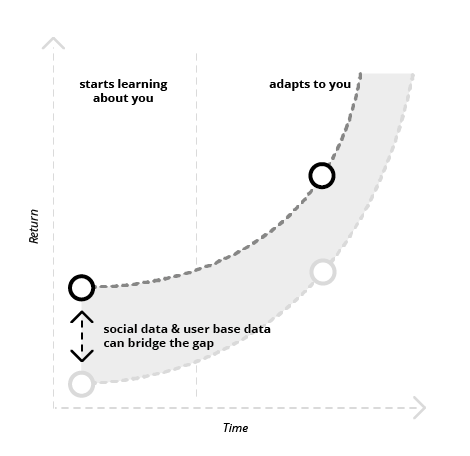 starts learning
about you
adapts to you
Return
social data & user base data
can bridge the gap
Time